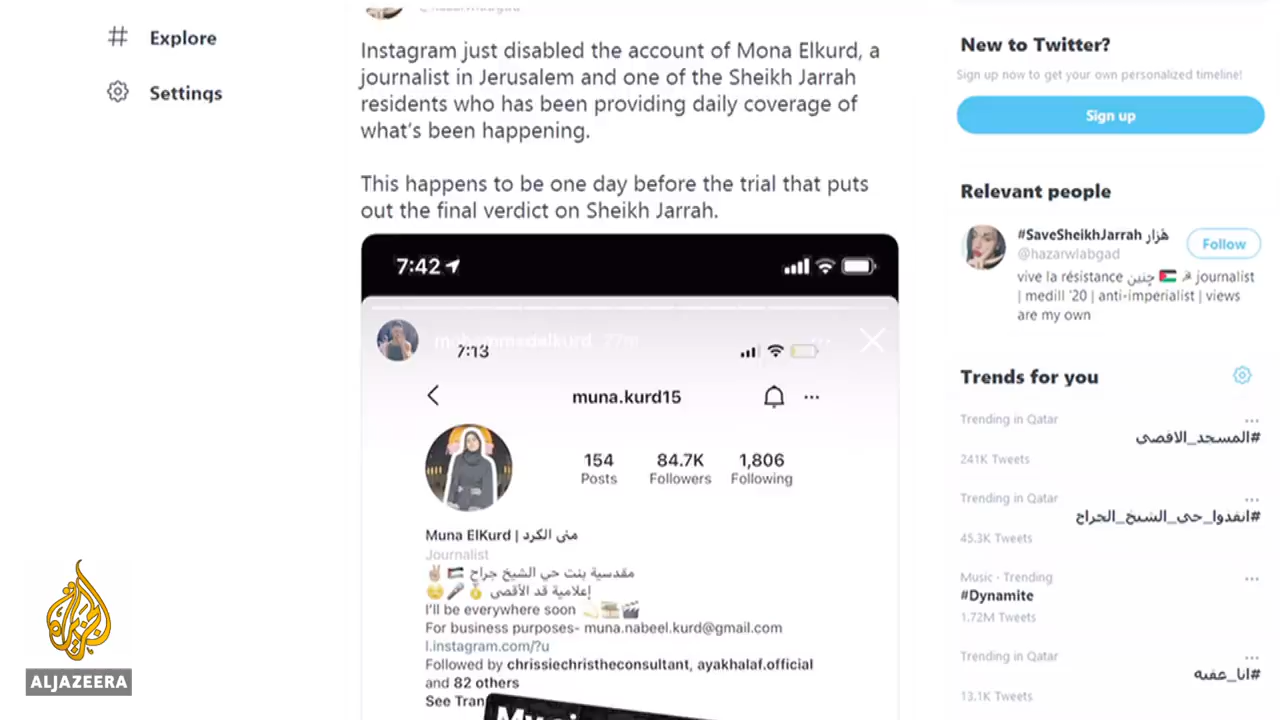 Explore
Settings
Instagram just disabled the account of Mona Elkurd, a
journalist in Jerusalem and one of the Sheikh Jarrah
residents who has been providing daily coverage of
what's been happening.
This happens to be one day before the trial that puts
out the final verdict on Sheikh Jarrah.
7:42
27m
7:13
muna.kurd15
154
84.7K
1,806
Posts
Followers
Following
Muna ElKurd | منى الكرد
Journalist
مقدسية بنت حي الشيخ جراح
إعلامية قد الأقصى
I'll be everywhere soon
For business purposes- muna.nabeel.kurd@gmail.com
l.instagram.com/?u
Followed by chrissiechristheconsultant, ayakhalaf.official
and 82 others
See Tran
New to Twitter?
Sign up now to get your own personalized timeline!
Sign up
Relevant people
#SaveSheikhJarrah هَزار
Follow
@hazarwlabgad
vive la résistance چنين 🇵🇸 journalist
| medill '20 | anti-imperialist | views
are my own
Trends for you
Trending in Qatar
#المسجد_الاقصى
241K Tweets
Trending in Qatar
#انقذوا_حي_الشيخ_الجراح
45.3K Tweets
Music · Trending
#Dynamite
1.72M Tweets
Trending in Qatar
#انا_عقبه
13.1K Tweets
ALJAZEERA